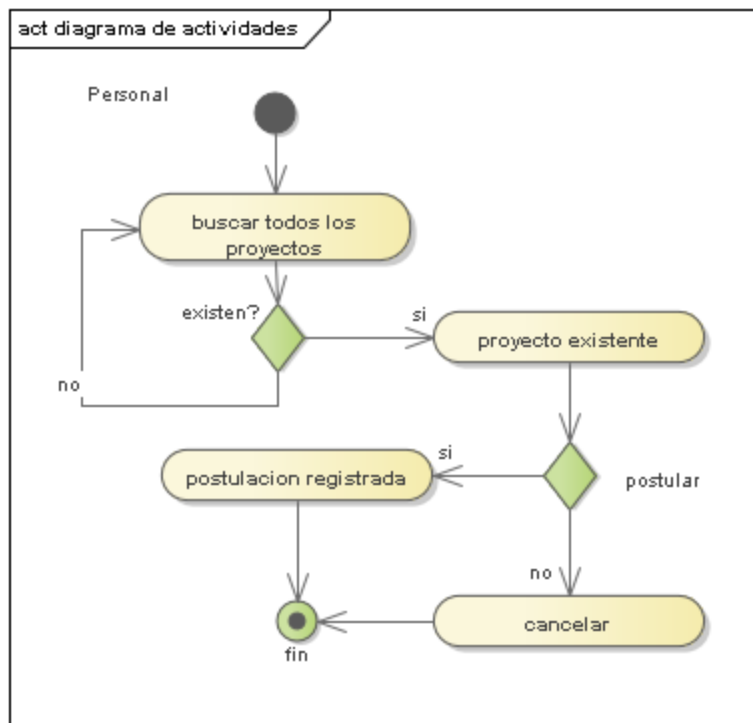 act diagrama de actividades
Personal
buscar todos los
proyectos
existen?
si
proyecto existente
no
si
postulacion registrada
postular
no
cancelar
fin